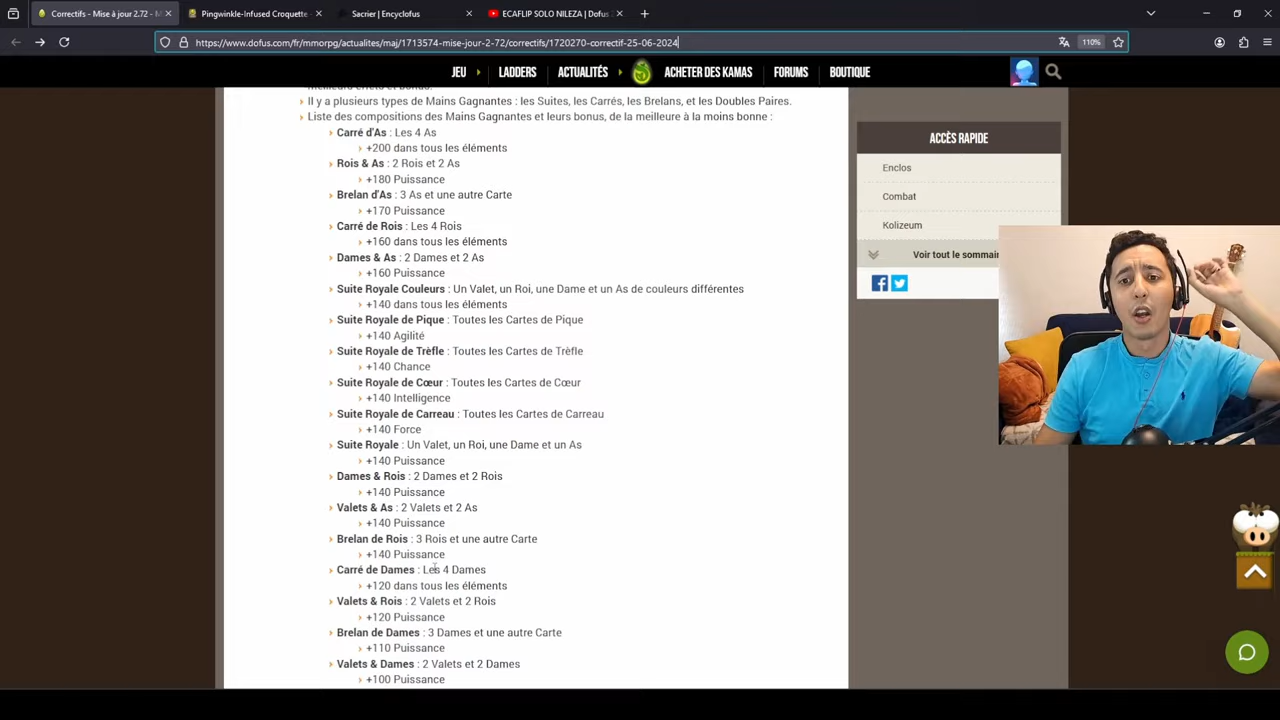 Correctifs - Mise à jour 2.72 - M
Pingwinkle-Infused Croquette -
Sacrier | Encyclofus
ECAFLIP SOLO NILEZA | Dofus
https://www.dofus.com/fr/mmorpg/actualites/maj/1713574-mise-jour-2-72/correctifs/1720270-correctif-25-06-2024
110%
JEU
LADDERS
ACTUALITÉS
ACHETER DES KAMAS
FORUMS
BOUTIQUE
meilleurs effets et bonus.
Il y a plusieurs types de Mains Gagnantes : les Suites, les Carrés, les Brelans, et les Doubles Paires.
Liste des compositions des Mains Gagnantes et leurs bonus, de la meilleure à la moins bonne :
Carré d'As : Les 4 As
+200 dans tous les éléments
Rois & As : 2 Rois et 2 As
+180 Puissance
Brelan d'As : 3 As et une autre Carte
+170 Puissance
Carré de Rois : Les 4 Rois
+160 dans tous les éléments
Dames & As : 2 Dames et 2 As
+160 Puissance
Suite Royale Couleurs : Un Valet, un Roi, une Dame et un As de couleurs différentes
+140 dans tous les éléments
Suite Royale de Pique : Toutes les Cartes de Pique
+140 Agilité
Suite Royale de Trèfle : Toutes les Cartes de Trèfle
+140 Chance
Suite Royale de Cœur : Toutes les Cartes de Cœur
+140 Intelligence
Suite Royale de Carreau : Toutes les Cartes de Carreau
+140 Force
Suite Royale : Un Valet, un Roi, une Dame et un As
+140 Puissance
Dames & Rois : 2 Dames et 2 Rois
+140 Puissance
Valets & As : 2 Valets et 2 As
+140 Puissance
Brelan de Rois : 3 Rois et une autre Carte
+140 Puissance
Carré de Dames : Les 4 Dames
+120 dans tous les éléments
Valets & Rois : 2 Valets et 2 Rois
+120 Puissance
Brelan de Dames : 3 Dames et une autre Carte
+110 Puissance
Valets & Dames : 2 Valets et 2 Dames
+100 Puissance
ACCÈS RAPIDE
Enclos
Combat
Kolizeum
Voir tout le sommair